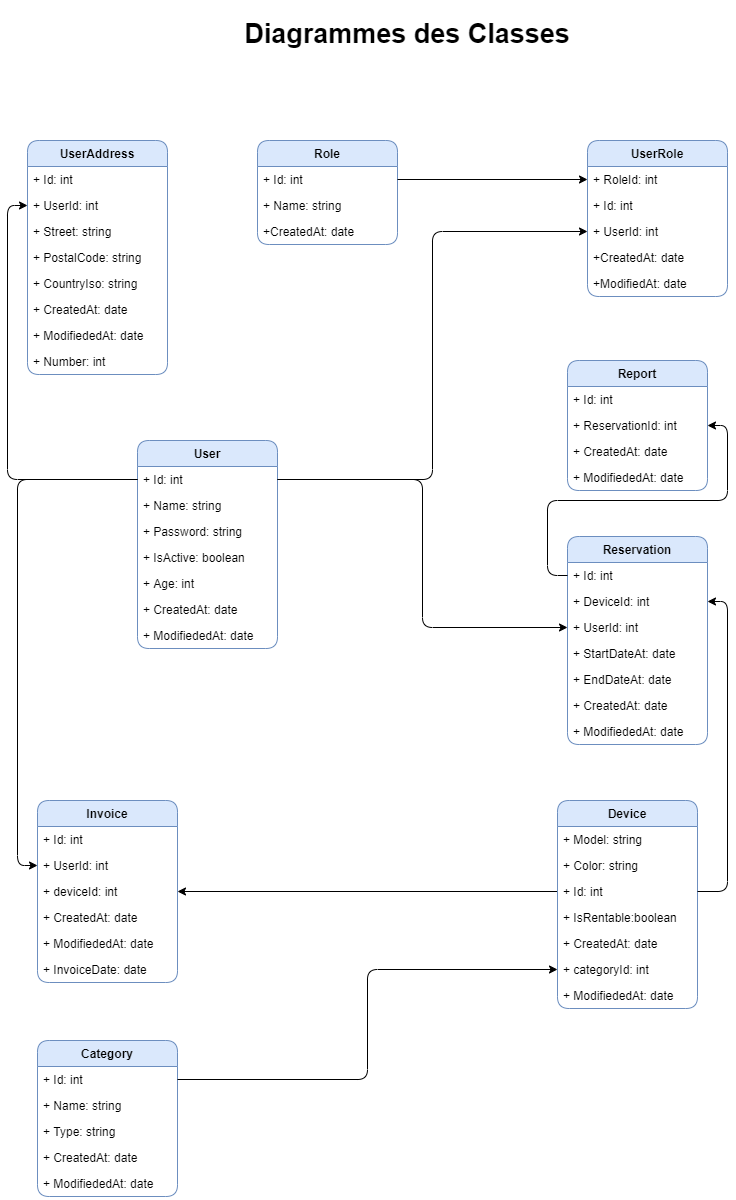 Diagrammes des Classes
UserAddress
+ Id: int
+ UserId: int
+ Street: string
+ PostalCode: string
+ CountryIso: string
+ CreatedAt: date
+ ModifiededAt: date
+ Number: int
Role
+ Id: int
+ Name: string
+CreatedAt: date
UserRole
+ RoleId: int
+ Id: int
+ UserId: int
+CreatedAt: date
+ModifiedAt: date
Report
+ Id: int
+ ReservationId: int
+ CreatedAt: date
+ ModifiededAt: date
User
+ Id: int
+ Name: string
+ Password: string
+ IsActive: boolean
+ Age: int
+ CreatedAt: date
+ ModifiededAt: date
Reservation
+ Id: int
+ DeviceId: int
+ UserId: int
+ StartDateAt: date
+ EndDateAt: date
+ CreatedAt: date
+ ModifiededAt: date
Invoice
+ Id: int
+ UserId: int
+ deviceId: int
+ CreatedAt: date
+ ModifiededAt: date
+ InvoiceDate: date
Device
+ Model: string
+ Color: string
+ Id: int
+ IsRentable:boolean
+ CreatedAt: date
+ categoryId: int
+ ModifiededAt: date
Category
+ Id: int
+ Name: string
+ Type: string
+ CreatedAt: date
+ ModifiededAt: date